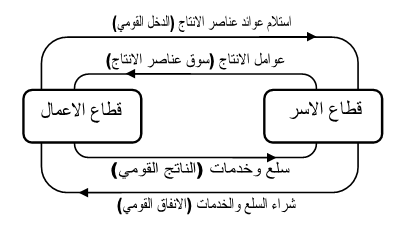 استلام عوائد عناصر الانتاج (الدخل القومي)
عوامل الانتاج (سوق عناصر الانتاج)
قطاع الاسر
قطاع الاعمال
سلع وخدمات (الناتج القومي)
شراء السلع والخدمات (الانفاق القومي)